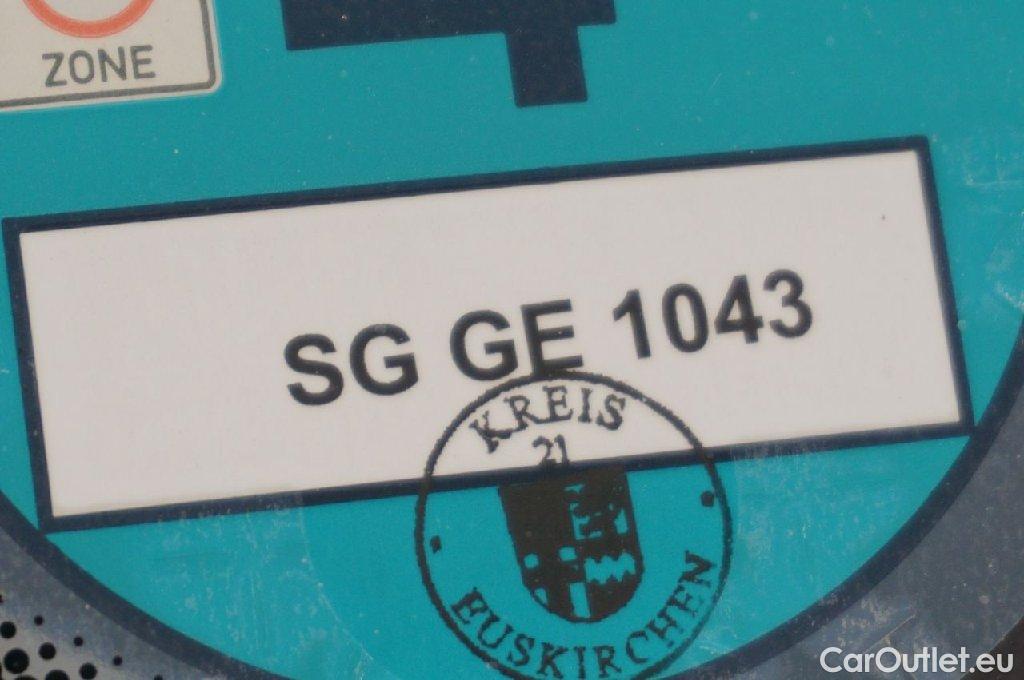 ZONE
SG GE 1043
KREIS
21
EUSKIRCHEN
CarOutlet.eu